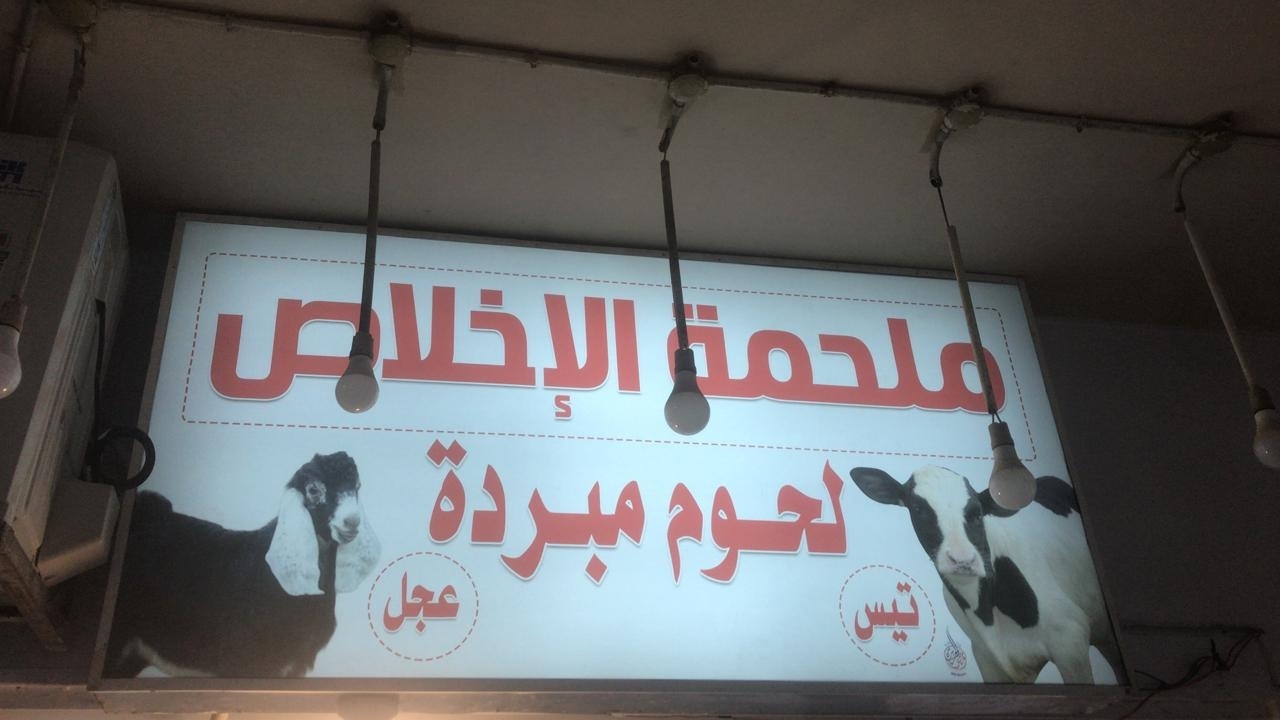 ملحمة الإخلاص
لحوم مبردة
تيس
عجل